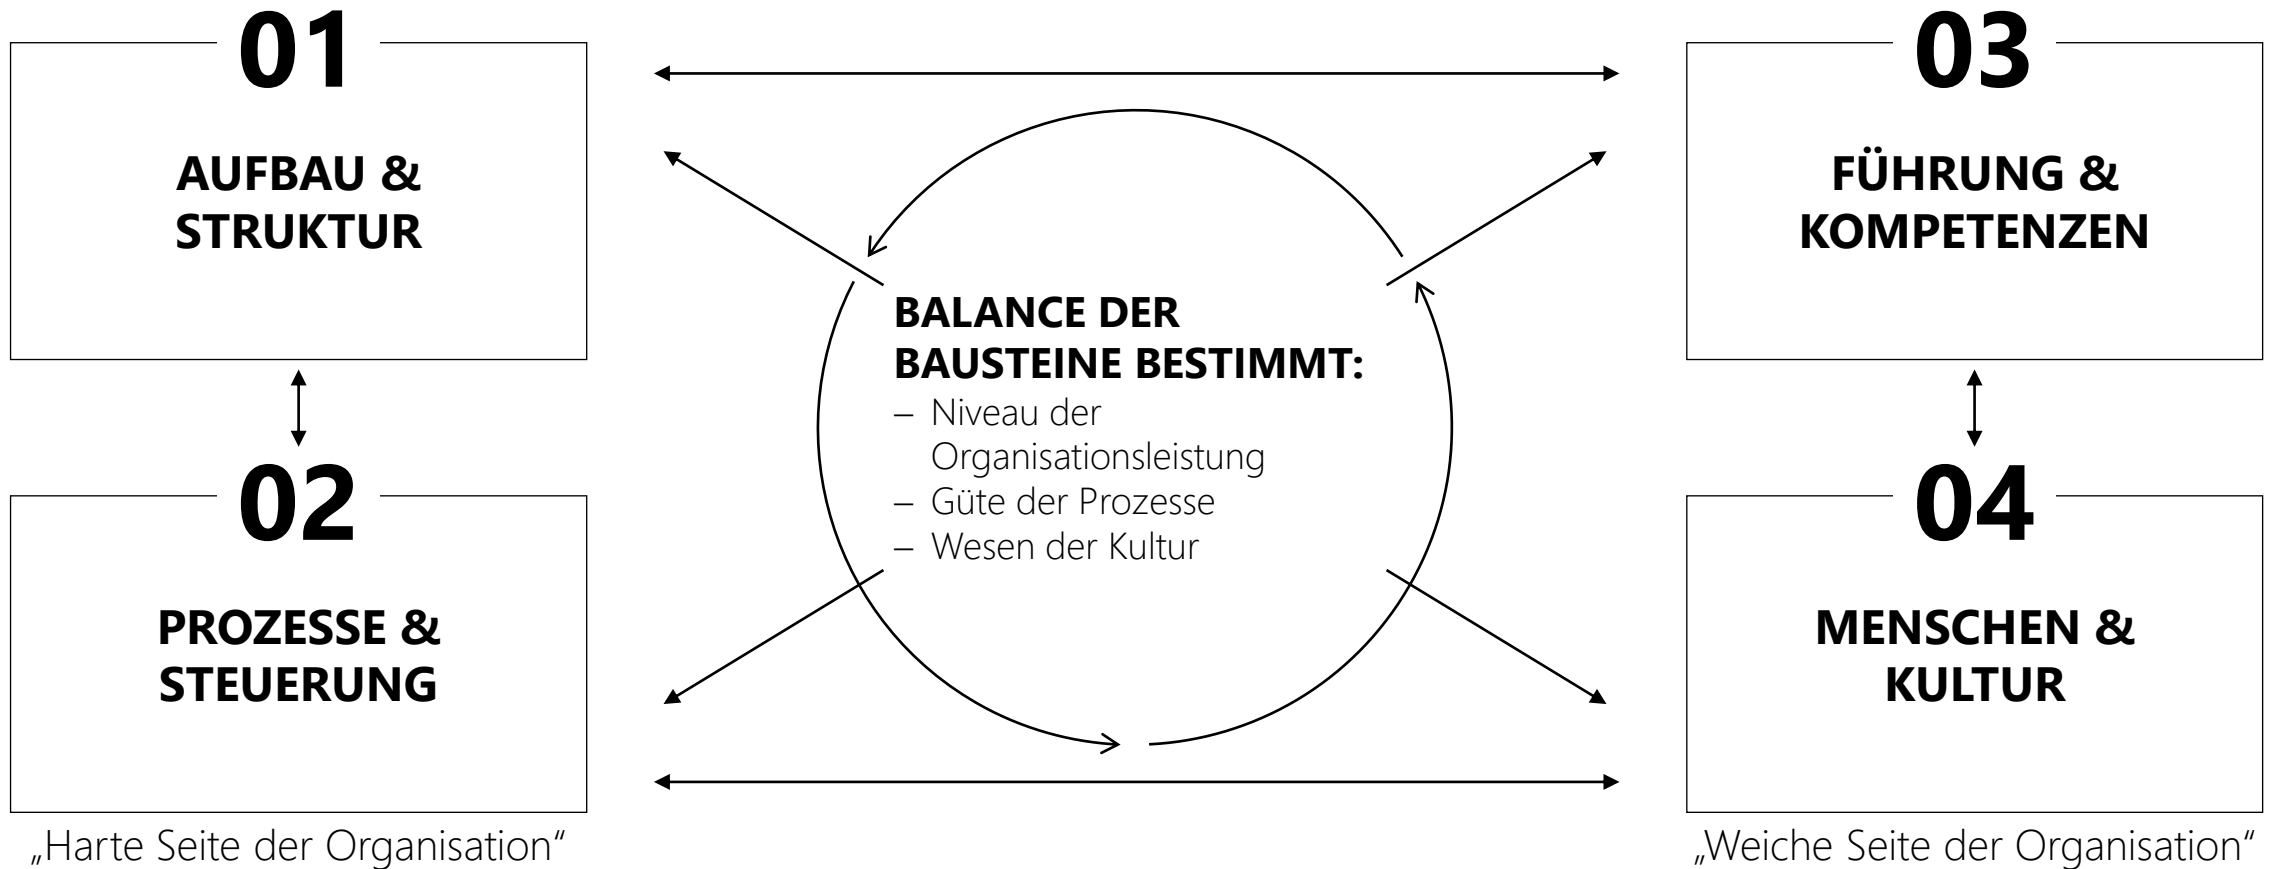 01
AUFBAU &
STRUKTUR
02
PROZESSE &
STEUERUNG
„Harte Seite der Organisation“
BALANCE DER
BAUSTEINE BESTIMMT:
– Niveau der
Organisationsleistung
– Güte der Prozesse
– Wesen der Kultur
03
FÜHRUNG &
KOMPETENZEN
04
MENSCHEN &
KULTUR
„Weiche Seite der Organisation“